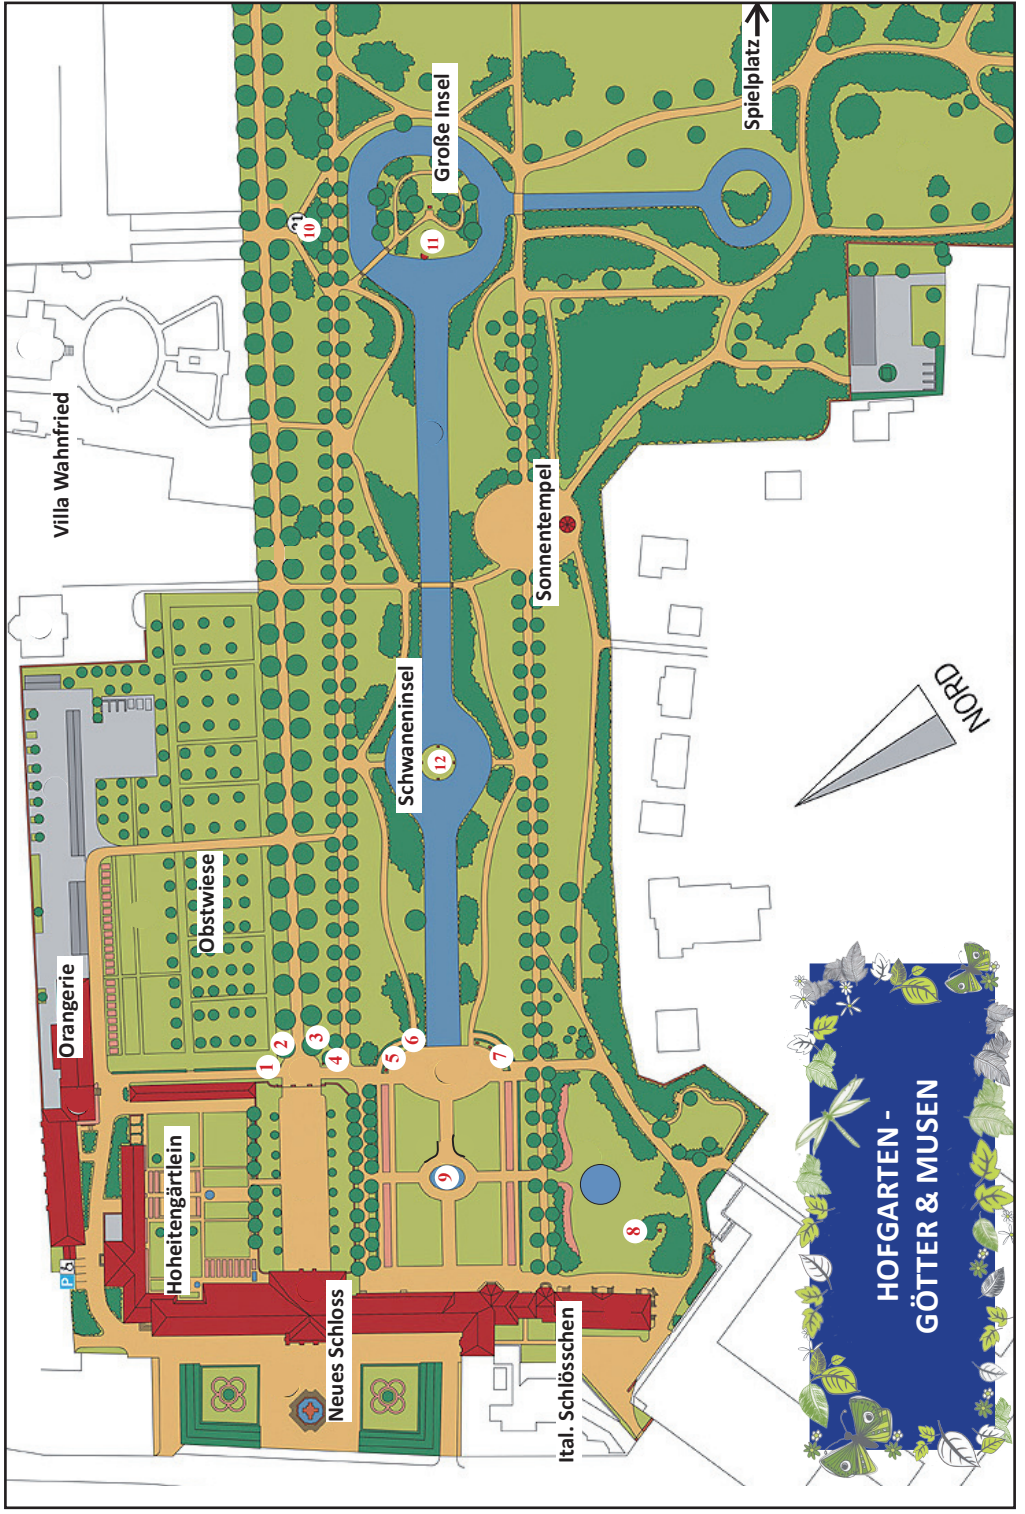 HOFGARTEN -
GÖTTER & MUSEN
Villa Wahnfried
Orangerie
Obstwiese
Hoheitengärtlein
Neues Schloss
Ital. Schlösschen
Schwaneninsel
Sonnentempel
Große Insel
Spielplatz
NORD
P
1
2
3
4
5
6
7
8
9
10
11
12